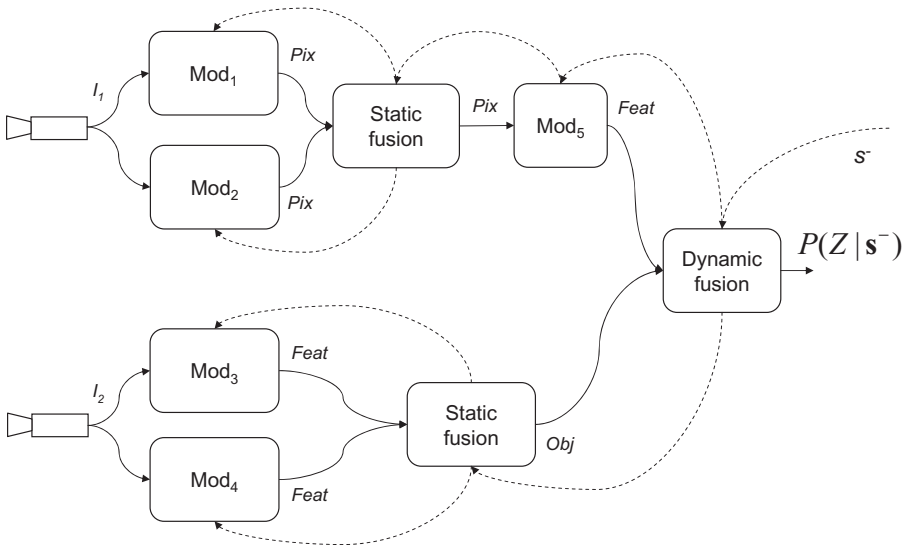 I₁
Mod₁
Pix
Mod₂
Pix
Static
fusion
Pix
Mod₅
Feat
s⁻
Dynamic
fusion
P(Z | s⁻)
I₂
Mod₃
Feat
Mod₄
Feat
Static
fusion
Obj